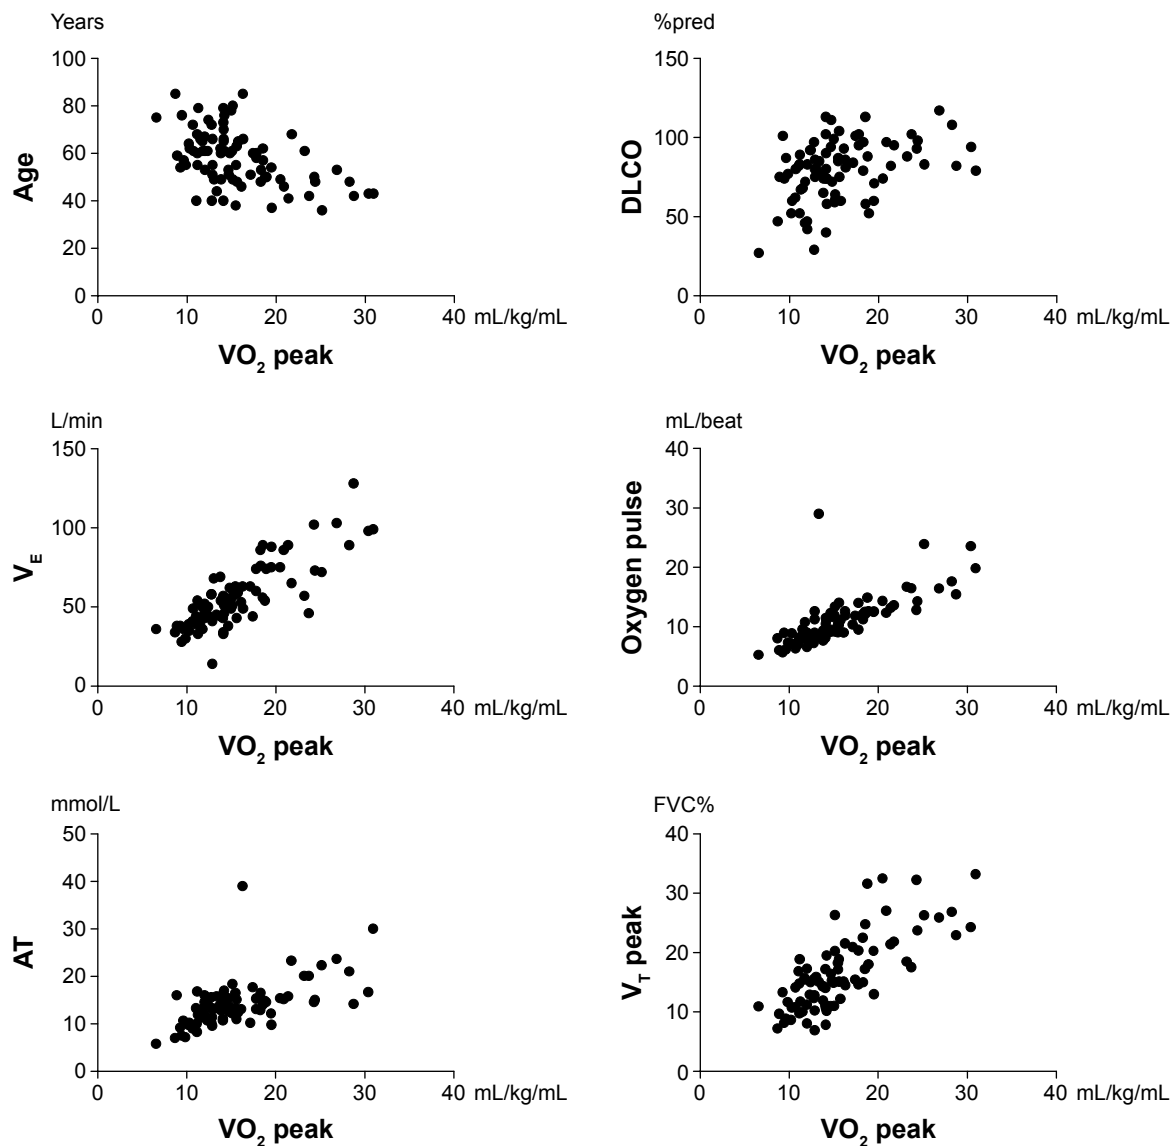 Years
Age
100
80
60
40
20
0
0 10 20 30 40 mL/kg/mL
VO₂ peak
%pred
DLCO
150
100
50
0
0 10 20 30 40 mL/kg/mL
VO₂ peak
L/min
V_E
150
100
50
0
0 10 20 30 40 mL/kg/mL
VO₂ peak
mL/beat
Oxygen pulse
40
30
20
10
0
0 10 20 30 40 mL/kg/mL
VO₂ peak
mmol/L
AT
50
40
30
20
10
0
0 10 20 30 40 mL/kg/mL
VO₂ peak
FVC%
V_T peak
40
30
20
10
0
0 10 20 30 40 mL/kg/mL
VO₂ peak